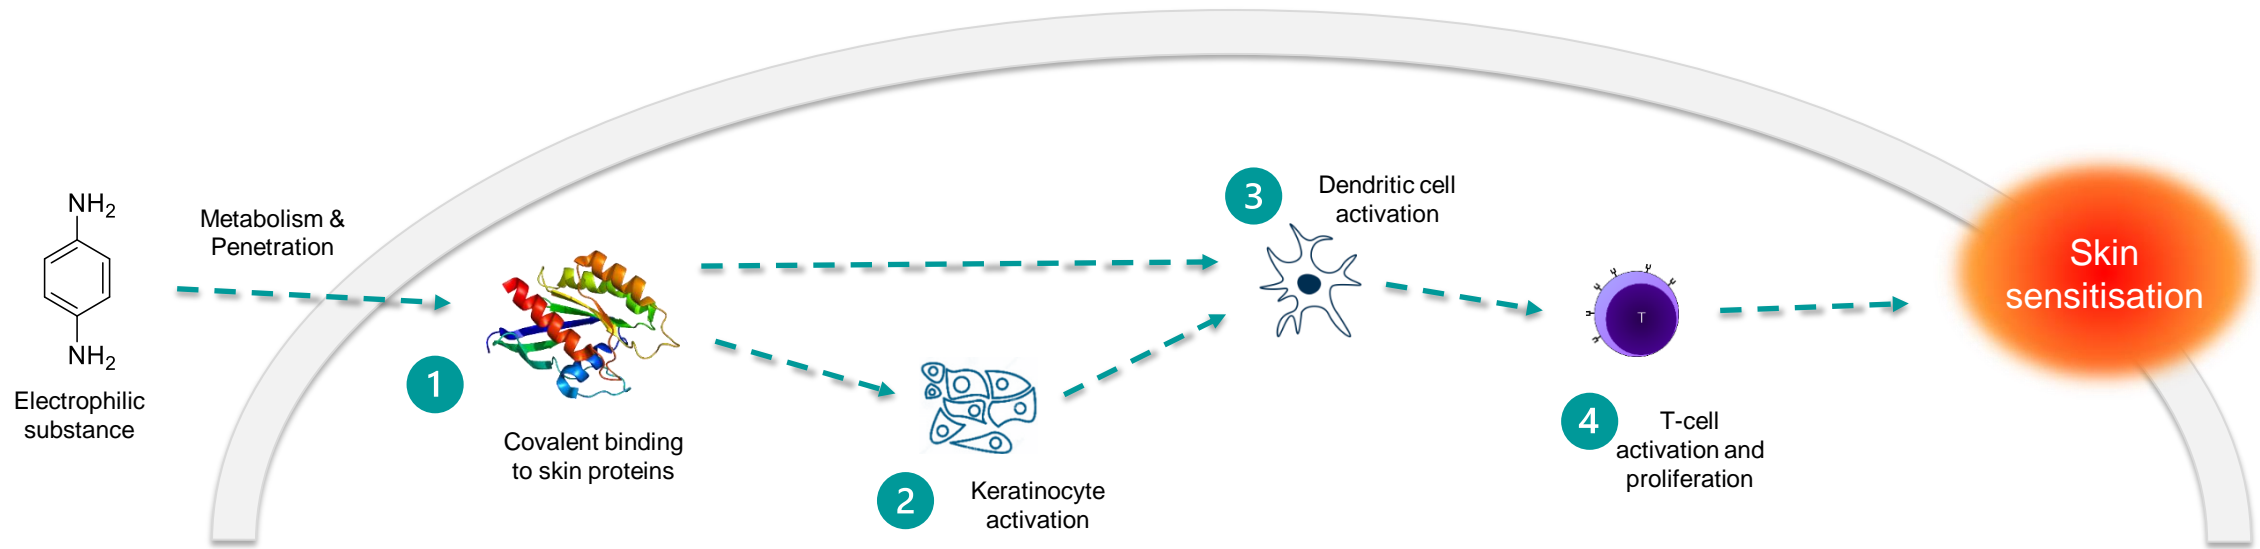 NH2
NH2
Electrophilic
substance
Metabolism &
Penetration
1
Covalent binding
to skin proteins
2
Keratinocyte
activation
3
Dendritic cell
activation
T
4
T-cell
activation and
proliferation
Skin
sensitisation